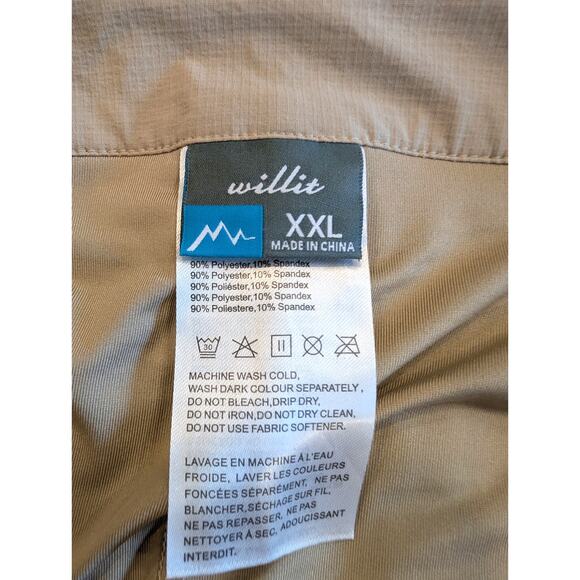 willit
XXL
MADE IN CHINA
90% Polyester,10% Spandex
90% Polyester,10% Spandex
90% Poliéster,10% Spandex
90% Polyester,10% Spandex
90% Poliestere,10% Spandex
30
MACHINE WASH COLD,
WASH DARK COLOUR SEPARATELY,
DO NOT BLEACH,DRIP DRY,
DO NOT IRON,DO NOT DRY CLEAN,
DO NOT USE FABRIC SOFTENER.
LAVAGE EN MACHINE À L'EAU
FROIDE, LAVER LES COULEURS
FONCÉES SÉPARÉMENT, NE PAS
BLANCHIR,SÉCHAGE SUR FIL,
NE PAS REPASSER, NE PAS
NETTOYER À SEC, ADOUCISSANT
INTERDIT.